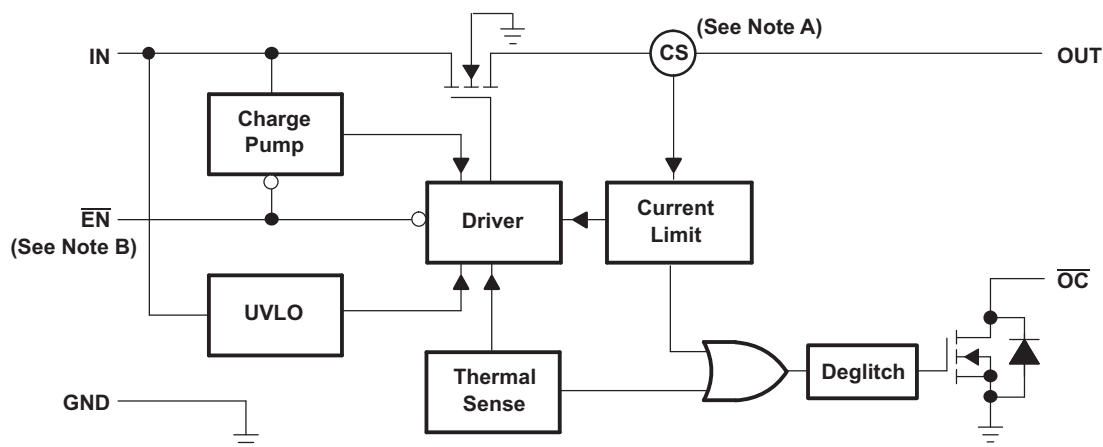 (See Note A)
IN
CS
OUT
Charge
Pump
EN
(See Note B)
Driver
Current
Limit
UVLO
OC
Thermal
Sense
Deglitch
GND